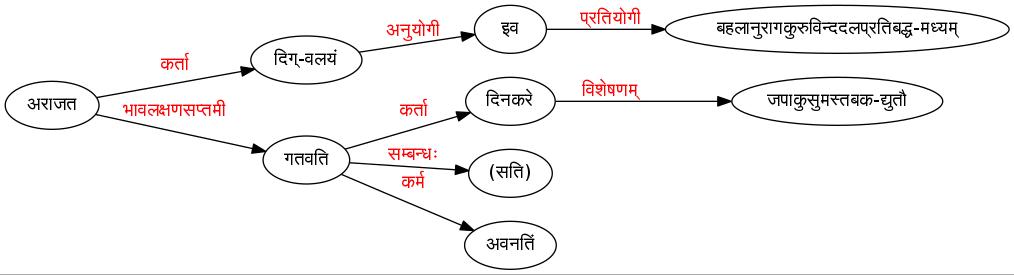 अराजत
कर्ता
दिग्-वलयं
अनुयोगी
इव
प्रतियोगी
बहलानुरागकुरुविन्ददलप्रतिबद्ध-मध्यम्
भावलक्षणसप्तमी
गतवति
कर्ता
दिनकरे
विशेषणम्
जपाकुसुमस्तबक-द्युतौ
सम्बन्धः
(सति)
कर्म
अवनतिं